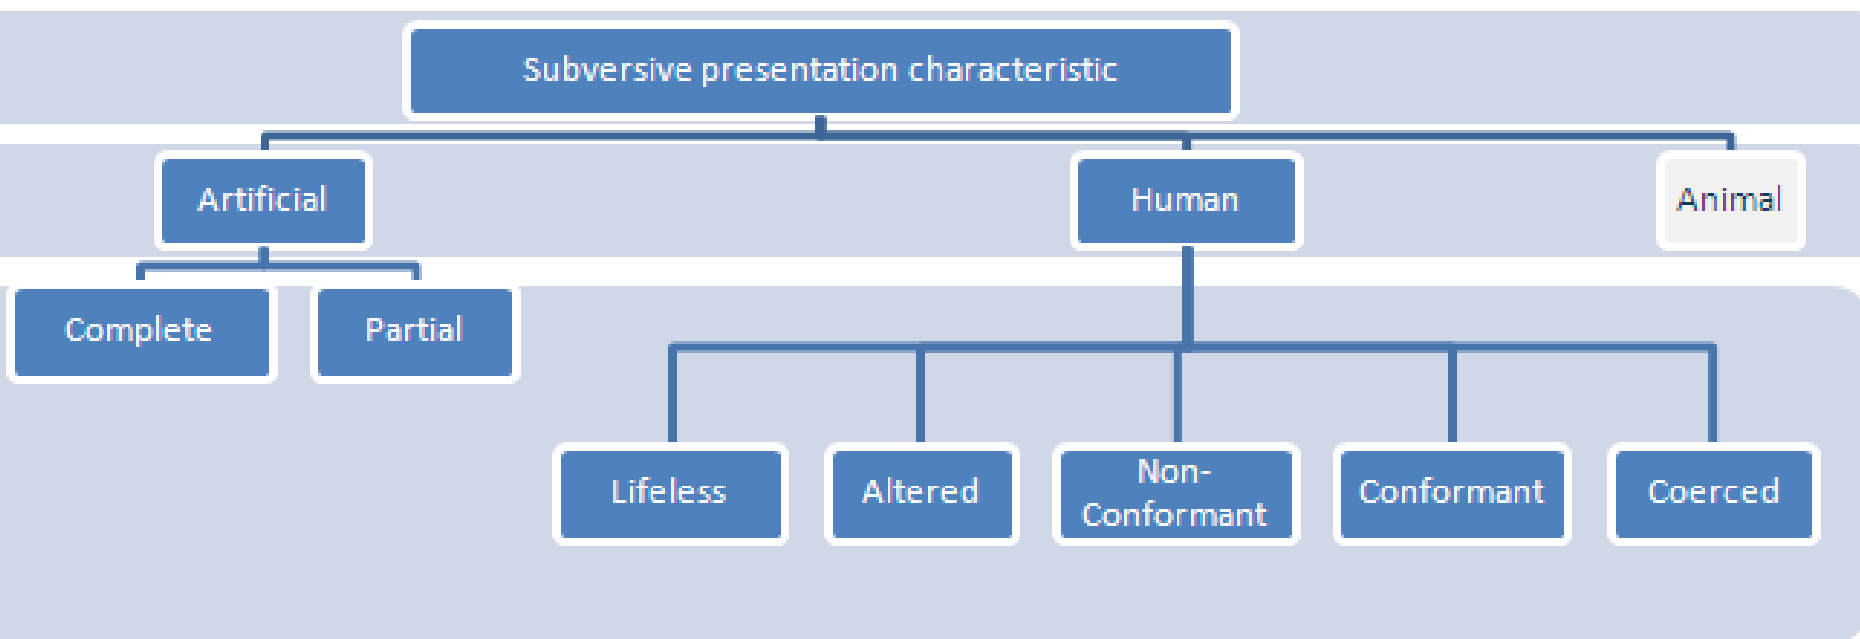 Subversive presentation characteristic
Artificial
Human
Animal
Complete
Partial
Lifeless
Altered
Non-
Conformant
Conformant
Coerced